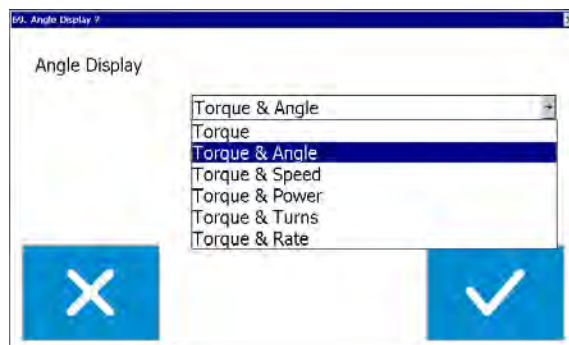 69. Angle Display ?
Angle Display
Torque & Angle
Torque
Torque & Angle
Torque & Speed
Torque & Power
Torque & Turns
Torque & Rate